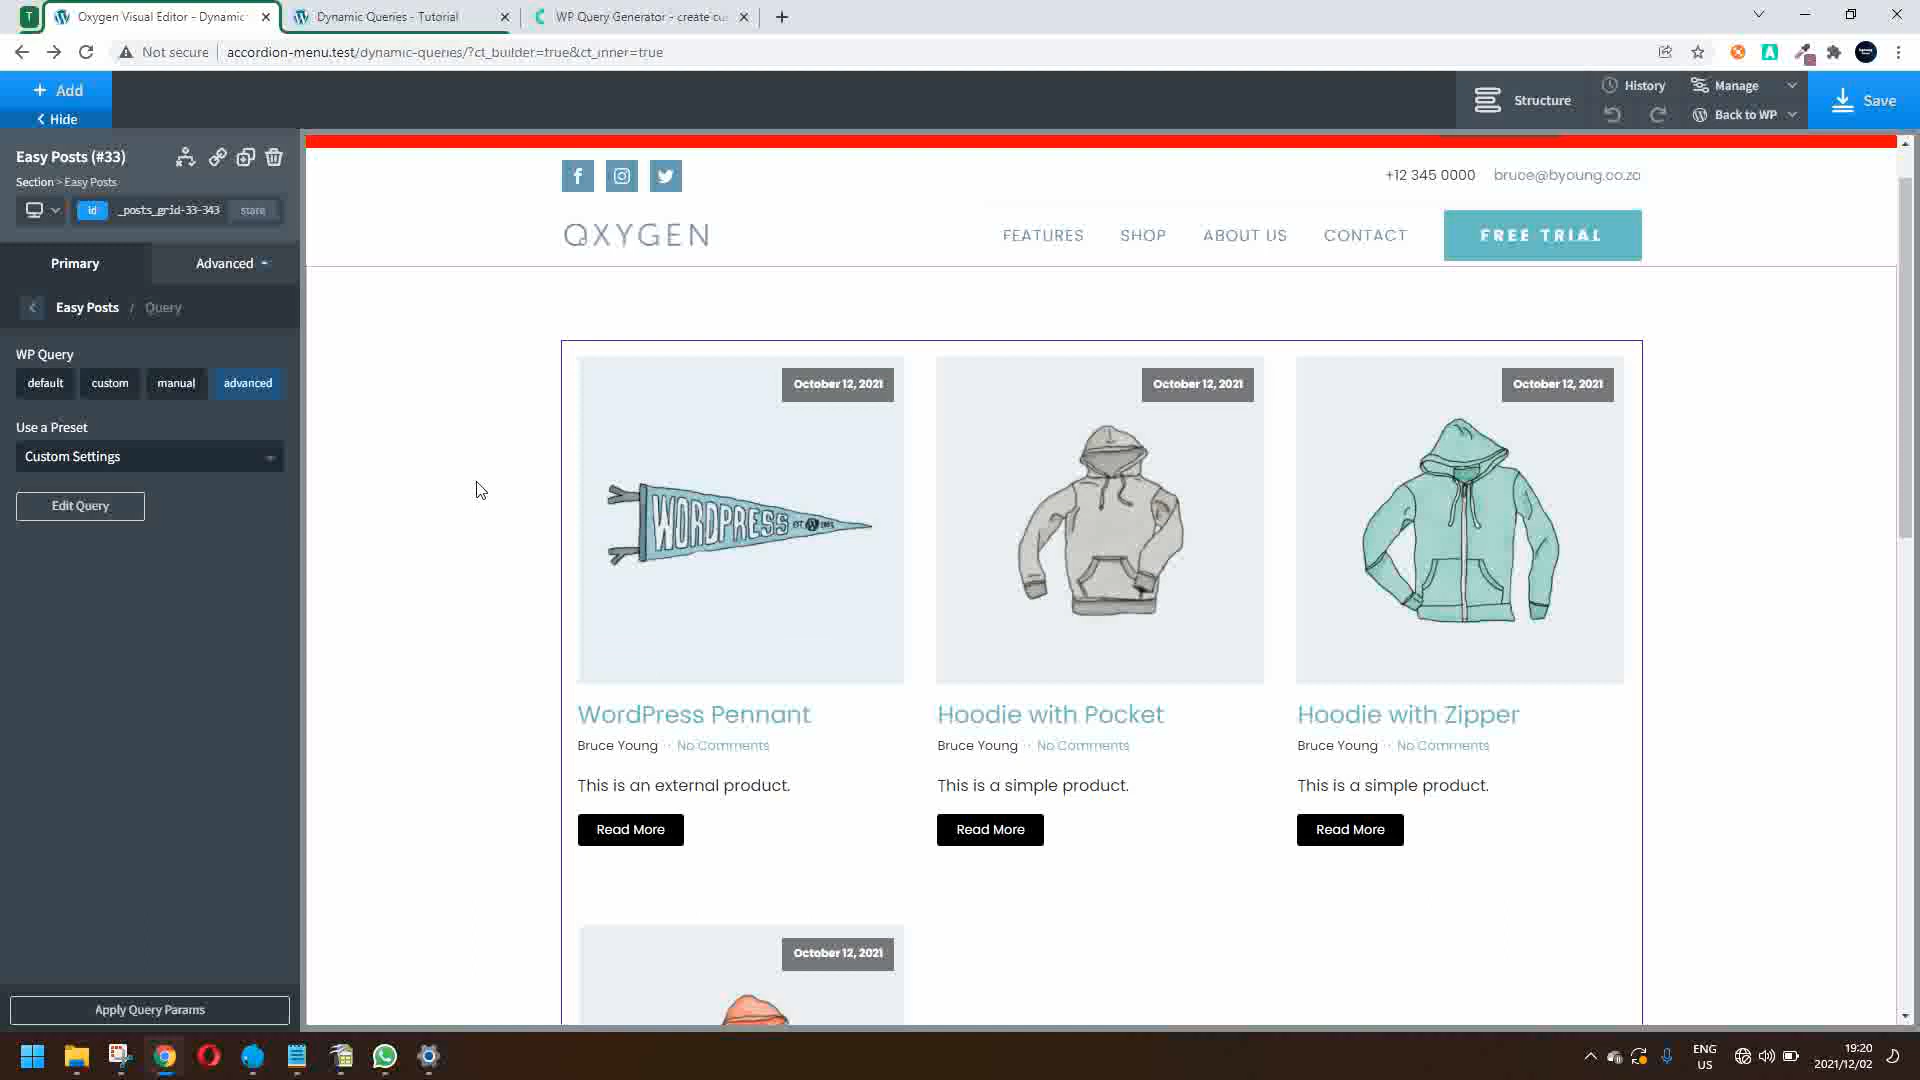 T
Oxygen Visual Editor - Dynamic
Dynamic Queries - Tutorial
WP Query Generator - create cu
Not secure
accordion-menu.test/dynamic-queries/?ct_builder=true&ct_inner=true
+ Add
Hide
Structure
History
Manage
Back to WP
Save
Easy Posts (#33)
Section > Easy Posts
id
_posts_grid-33-343
state
Primary
Advanced
Easy Posts / Query
WP Query
default
custom
manual
advanced
Use a Preset
Custom Settings
Edit Query
Apply Query Params
+12 345 0000
bruce@byoung.co.za
OXYGEN
FEATURES
SHOP
ABOUT US
CONTACT
FREE TRIAL
October 12, 2021
October 12, 2021
October 12, 2021
WORDPRESS
WordPress Pennant
Hoodie with Pocket
Hoodie with Zipper
Bruce Young ·· No Comments
Bruce Young ·· No Comments
Bruce Young ·· No Comments
This is an external product.
This is a simple product.
This is a simple product.
Read More
Read More
Read More
October 12, 2021
ENG
US
19:20
2021/12/02